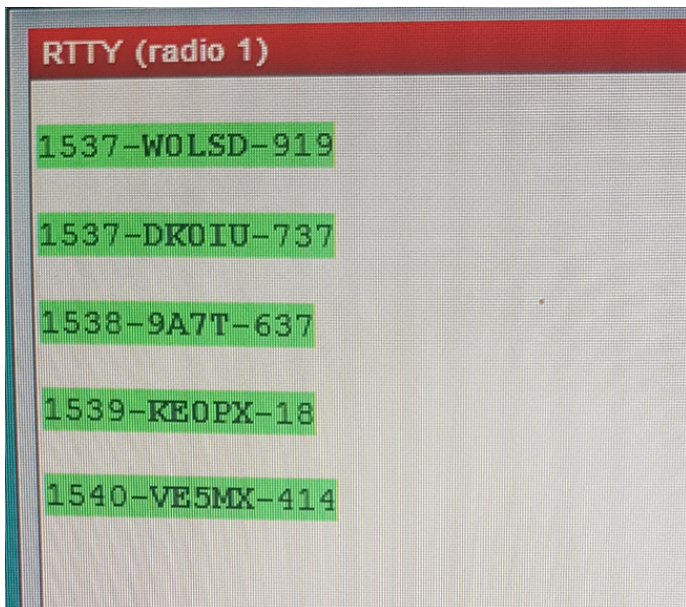 RTTY (radio 1)
1537-W0LSD-919
1537-DK0IU-737
1538-9A7T-637
1539-KE0PX-18
1540-VE5MX-414